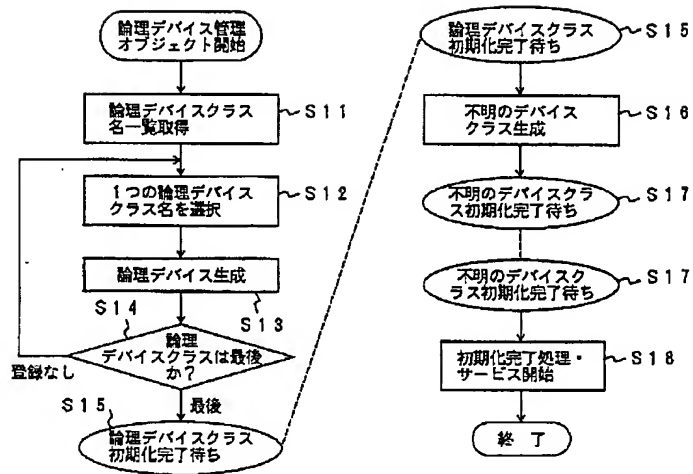 論理デバイス管理
オブジェクト開始
論理デバイスクラス
名一覧取得
S11
1つの論理デバイス
クラス名を選択
S12
論理デバイス生成
S13
S14
論理
デバイスクラスは最後
か?
登録なし
最後
S15
論理デバイスクラス
初期化完了待ち
論理デバイスクラス
初期化完了待ち
S15
不明のデバイス
クラス生成
S16
不明のデバイスクラ
ス初期化完了待ち
S17
不明のデバイスク
ラス初期化完了待ち
S17
初期化完了処理・
サービス開始
S18
終 了